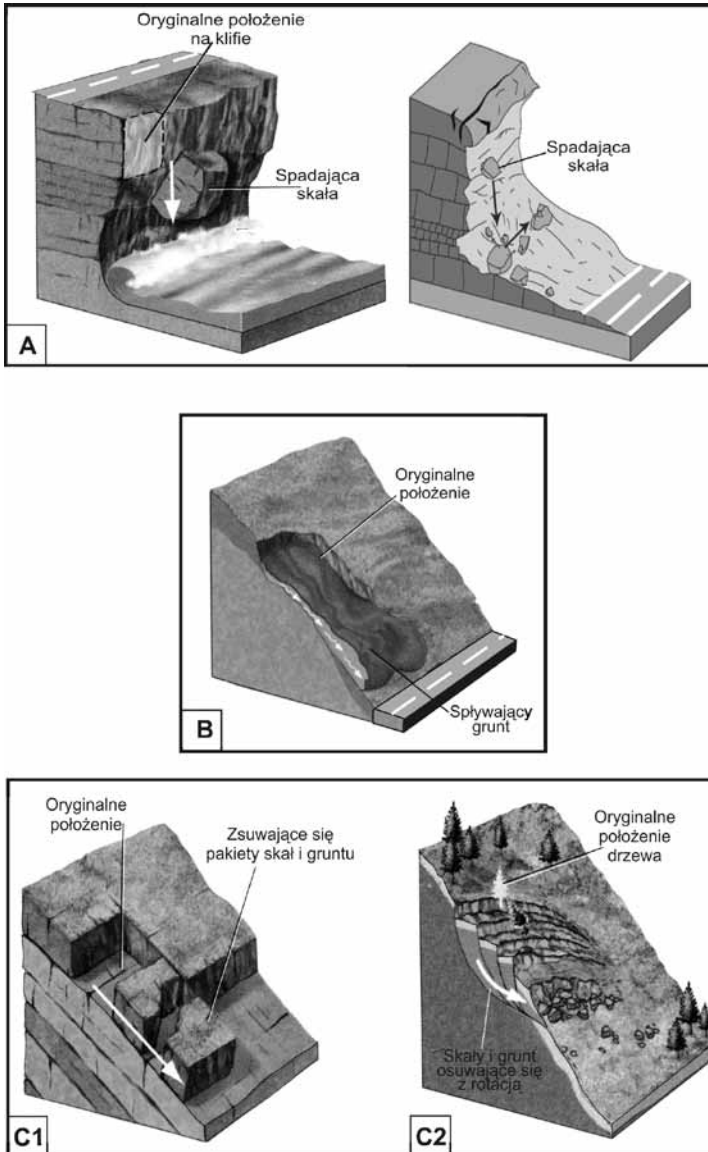 Oryginalne położenie
na klifie
Spadająca
skała
Spadająca
skała
A
Oryginalne
położenie
Spływający
grunt
B
Oryginalne
położenie
Zsuwające się
pakiety skał i gruntu
C1
Oryginalne
położenie
drzewa
Skały i grunt
osuwające się
z rotacją
C2